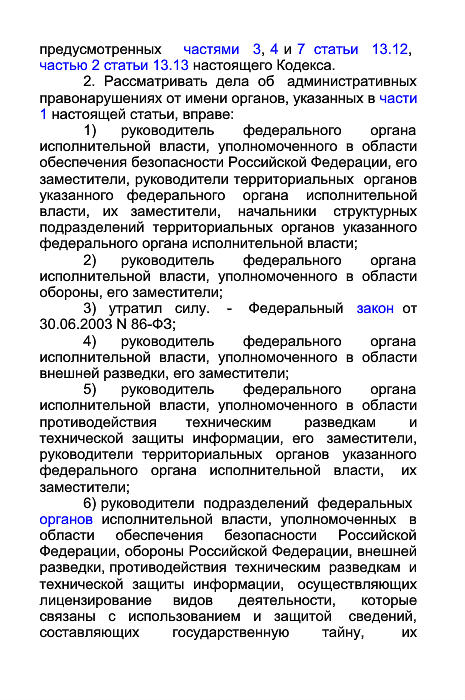 предусмотренных частями 3, 4 и 7 статьи 13.12,
частью 2 статьи 13.13 настоящего Кодекса.
2. Рассматривать дела об административных
правонарушениях от имени органов, указанных в части
1 настоящей статьи, вправе:
1) руководитель федерального органа
исполнительной власти, уполномоченного в области
обеспечения безопасности Российской Федерации, его
заместители, руководители территориальных органов
указанного федерального органа исполнительной
власти, их заместители, начальники структурных
подразделений территориальных органов указанного
федерального органа исполнительной власти;
2) руководитель федерального органа
исполнительной власти, уполномоченного в области
обороны, его заместители;
3) утратил силу. - Федеральный закон от
30.06.2003 N 86-ФЗ;
4) руководитель федерального органа
исполнительной власти, уполномоченного в области
внешней разведки, его заместители;
5) руководитель федерального органа
исполнительной власти, уполномоченного в области
противодействия техническим разведкам и
технической защиты информации, его заместители,
руководители территориальных органов указанного
федерального органа исполнительной власти, их
заместители;
6) руководители подразделений федеральных
органов исполнительной власти, уполномоченных в
области обеспечения безопасности Российской
Федерации, обороны Российской Федерации, внешней
разведки, противодействия техническим разведкам и
технической защиты информации, осуществляющих
лицензирование видов деятельности, которые
связаны с использованием и защитой сведений,
составляющих государственную тайну, их